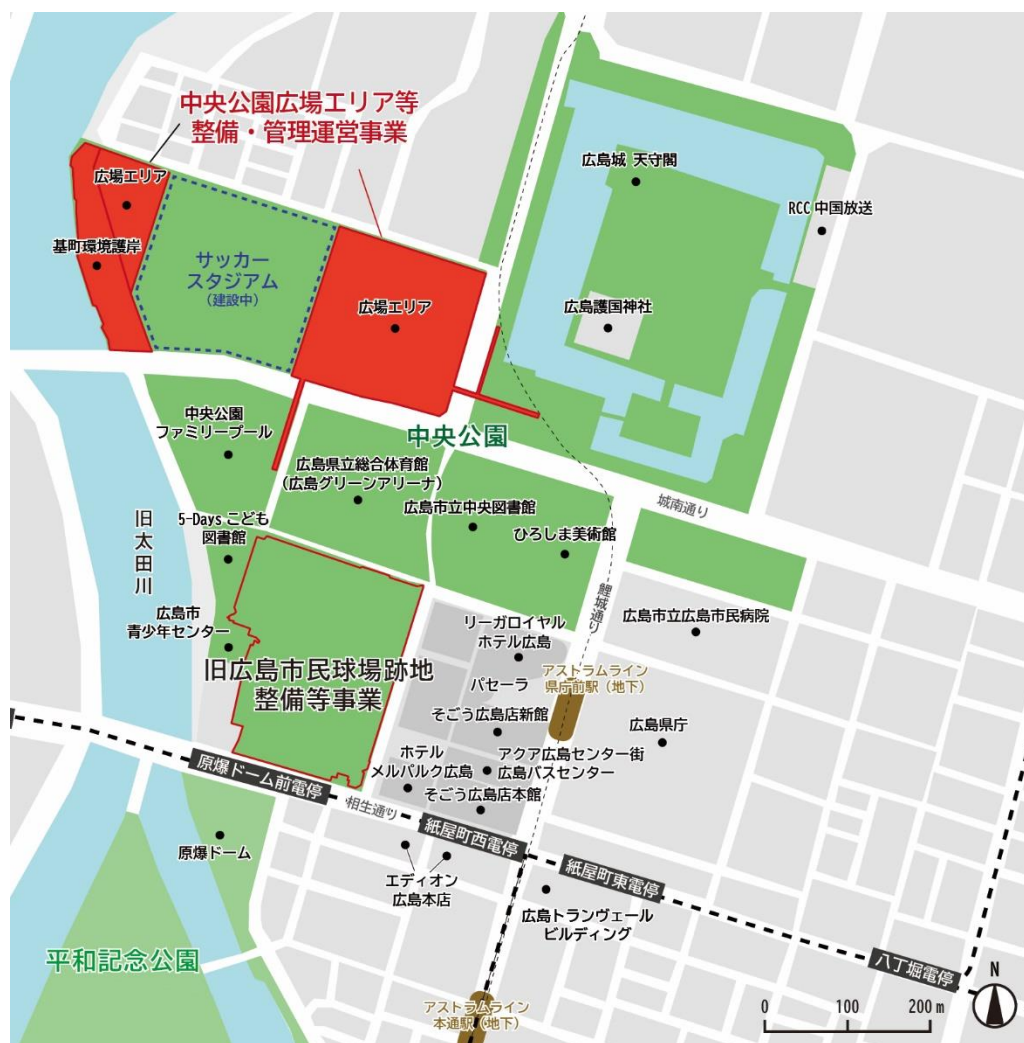 中央公園広場エリア等
整備・管理運営事業
広場エリア
基町環境護岸
サッカー
スタジアム
（建設中）
広場エリア
広島城 天守閣
RCC 中国放送
広島護国神社
中央公園
ファミリープール
中央公園
広島県立総合体育館
（広島グリーンアリーナ）
広島市立中央図書館
ひろしま美術館
城南通り
旧太田川
5-Days こども
図書館
広島市
青少年センター
旧広島市民球場跡地
整備等事業
鯉城通り
リーガロイヤル
ホテル広島
パセーラ
広島市立広島市民病院
アストラムライン
県庁前駅（地下）
そごう広島店新館
広島県庁
アクア広島センター街
広島バスセンター
ホテル
メルパルク広島
そごう広島店本館
原爆ドーム前電停
相生通り
紙屋町西電停
紙屋町東電停
八丁堀電停
原爆ドーム
エディオン
広島本店
広島トランヴェール
ビルディング
平和記念公園
アストラムライン
本通駅（地下）
N
0 100 200 m